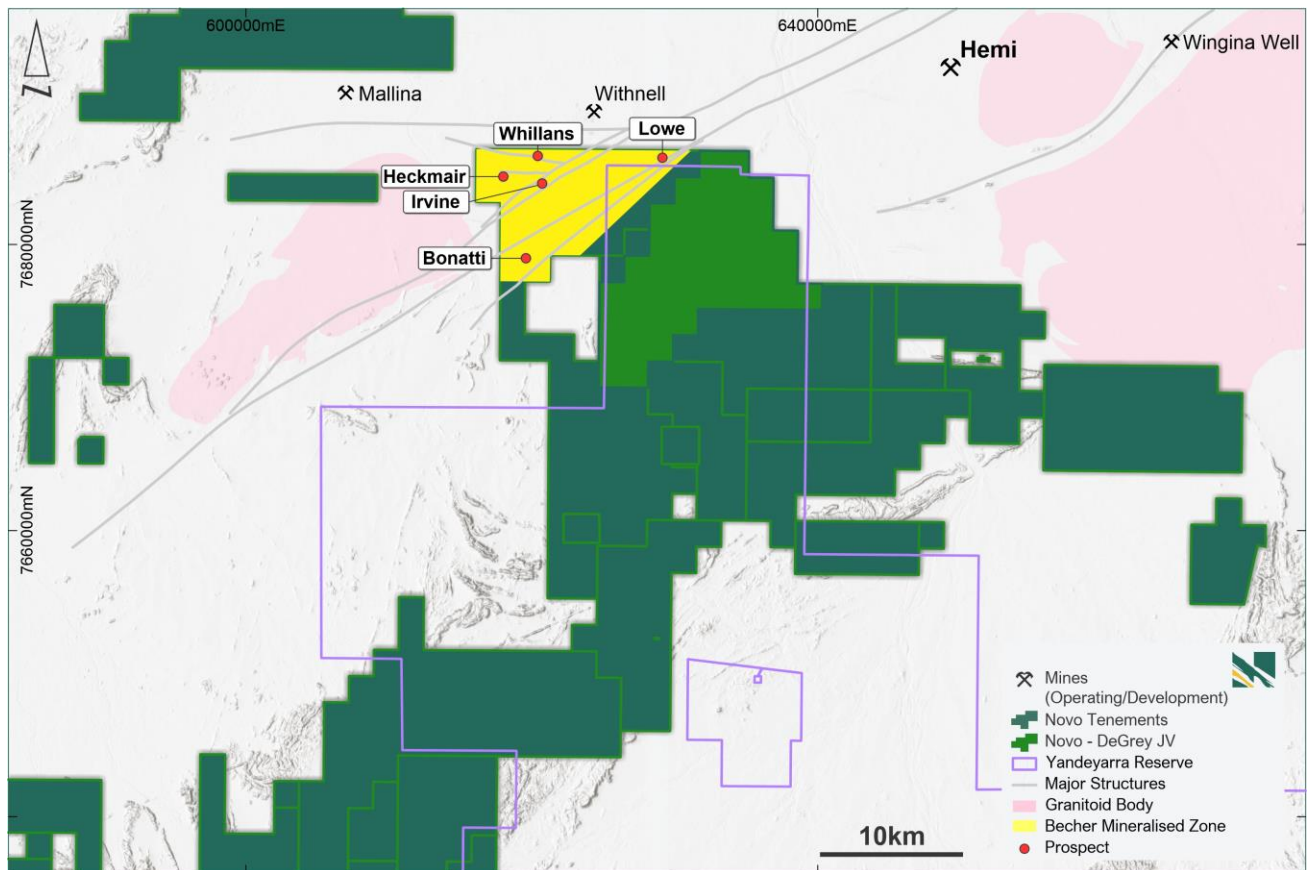 600000mE
640000mE
Hemi
Wingina Well
Mallina
Withnell
Whillans
Lowe
Heckmair
Irvine
Bonatti
7680000mN
7660000mN
N
10km
Mines
(Operating/Development)
Novo Tenements
Novo - DeGrey JV
Yandeyarra Reserve
Major Structures
Granitoid Body
Becher Mineralised Zone
Prospect